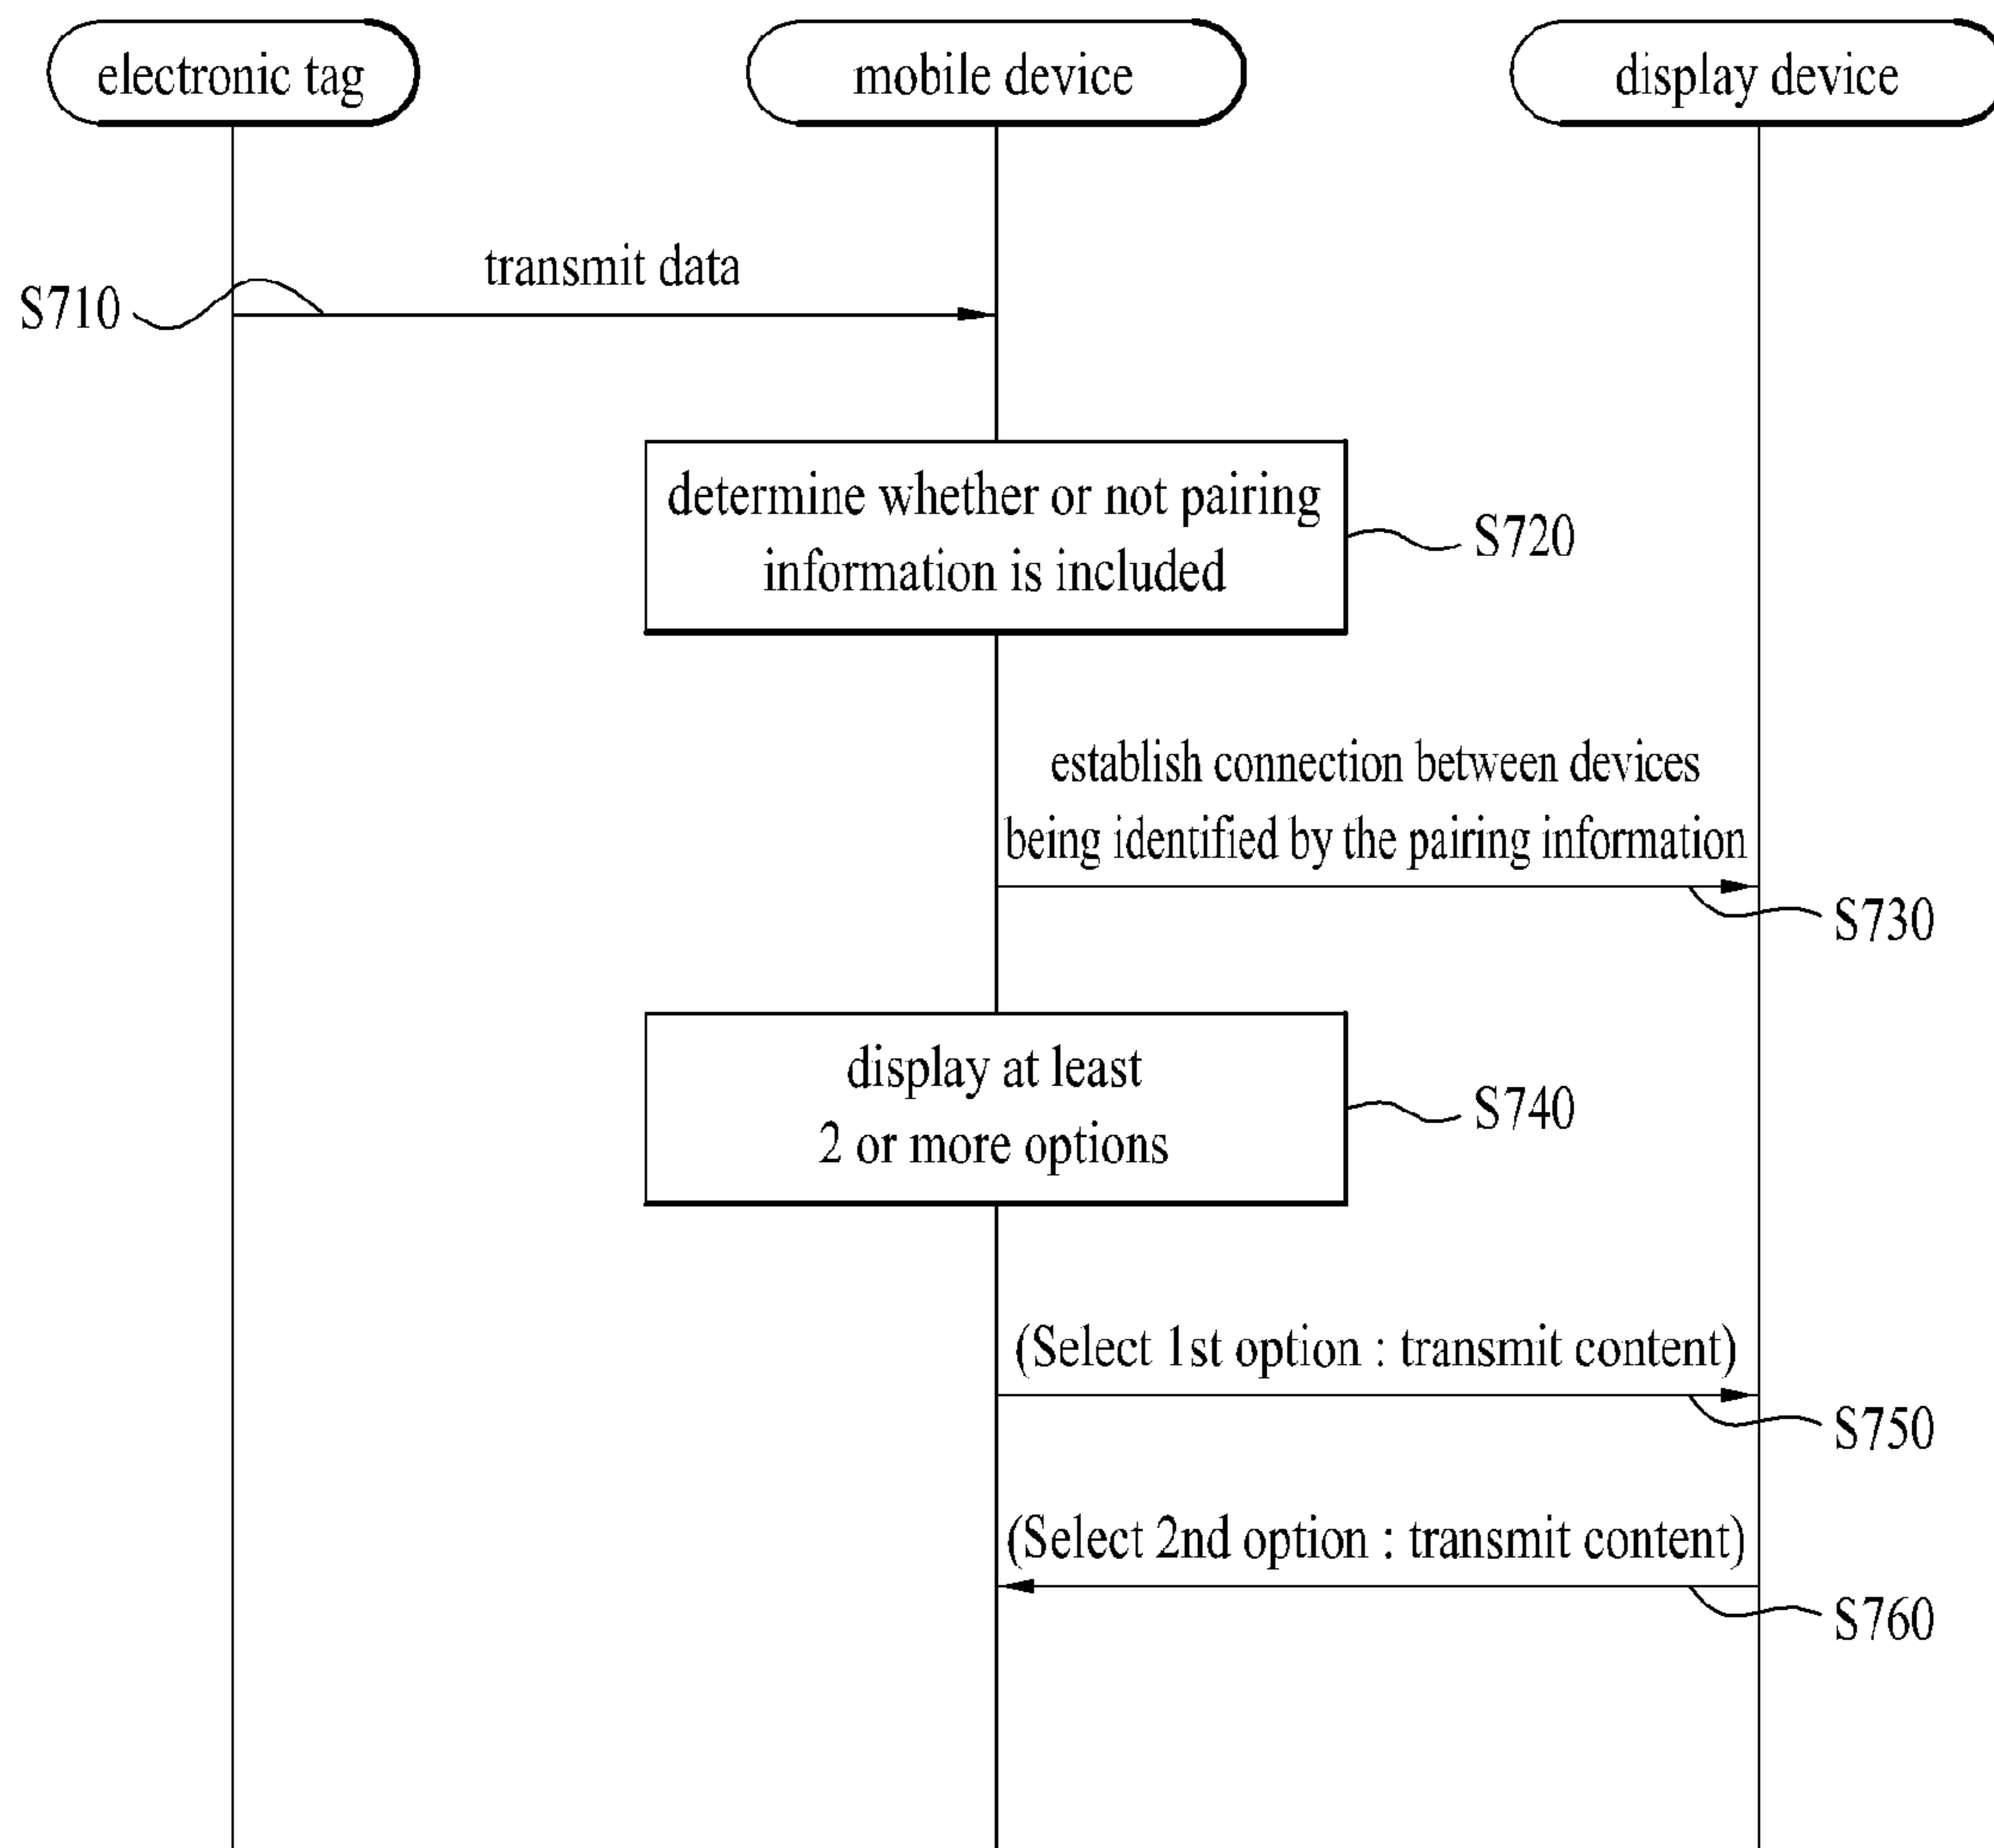 electronic tag
mobile device
display device
transmit data
S710
determine whether or not pairing
information is included
S720
establish connection between devices
being identified by the pairing information
S730
display at least
2 or more options
S740
(Select 1st option : transmit content)
S750
(Select 2nd option : transmit content)
S760